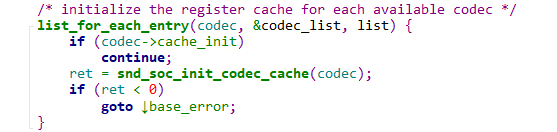 /* initialize the register cache for each available codec */
list_for_each_entry(codec, &codec_list, list) {
if (codec->cache_init)
continue;
ret = snd_soc_init_codec_cache(codec);
if (ret < 0)
goto ↓base_error;
}